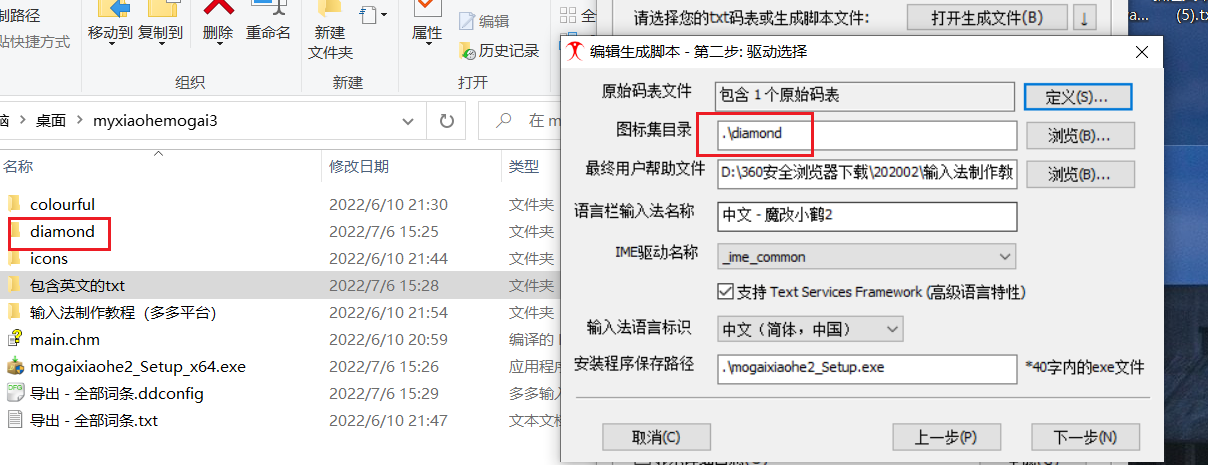 制路径
贴快捷方式
移动到 复制到
删除 重命名
新建
文件夹
属性
编辑
历史记录
全
组织
新建
打开
脑 › 桌面 › myxiaohemogai3
在 m
名称
修改日期
类型
colourful 2022/6/10 21:30 文件夹
diamond 2022/7/6 15:25 文件夹
icons 2022/6/10 21:44 文件夹
包含英文的txt 2022/7/6 15:28 文件夹
输入法制作教程（多多平台） 2022/6/10 21:54 文件夹
main.chm 2022/6/10 20:59 编译的
mogaixiaohe2_Setup_x64.exe 2022/7/6 15:29 应用程
导出 - 全部词条.ddconfig 2022/7/6 15:29 多多输
导出 - 全部词条.txt 2022/6/10 21:47 文本文
请选择您的txt码表或生成脚本文件:
打开生成文件(B)
↓
a...
(5).tx
编辑生成脚本 - 第二步: 驱动选择
原始码表文件 包含 1 个原始码表 定义(S)...
图标集目录 .\diamond 浏览(B)...
最终用户帮助文件 D:\360安全浏览器下载\202002\输入法制作教 浏览(B)...
语言栏输入法名称 中文 - 魔改小鹤2
IME驱动名称 _ime_common
支持 Text Services Framework (高级语言特性)
输入法语言标识 中文（简体，中国）
安装程序保存路径 .\mogaixiaohe2_Setup.exe *40字内的exe文件
取消(C) 上一步(P) 下一步(N)